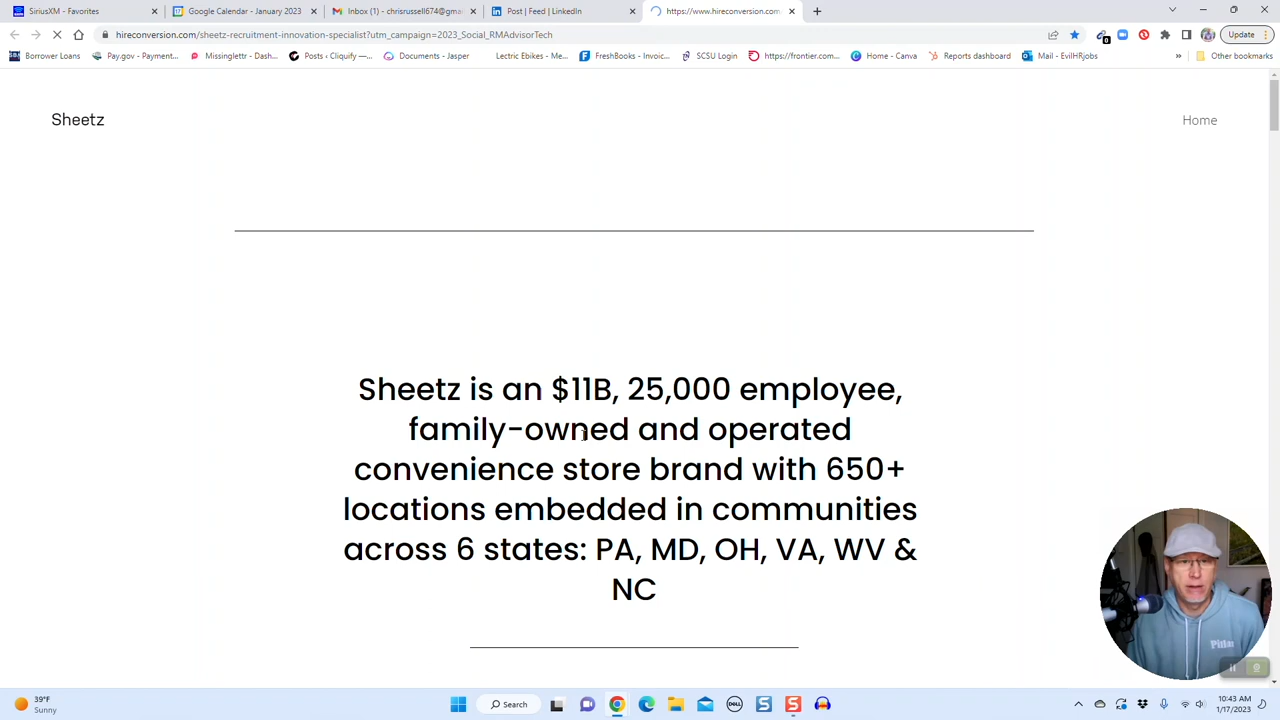 SiriusXM - Favorites
Google Calendar - January 2023
Inbox (1) - chrisrussell674@gmai
Post | Feed | LinkedIn
https://www.hireconversion.com
hireconversion.com/sheetz-recruitment-innovation-specialist?utm_campaign=2023_Social_RMAdvisorTech
0
Update
Borrower Loans
Pay.gov - Payment...
Missinglettr - Dash...
Posts ‹ Cliquify —...
Documents - Jasper
Lectric Ebikes - Me...
FreshBooks - Invoic...
SCSU Login
https://frontier.com...
Home - Canva
Reports dashboard
Mail - EvilHRjobs
»
Other bookmarks
Sheetz
Home
Sheetz is an $11B, 25,000 employee,
family-owned and operated
convenience store brand with 650+
locations embedded in communities
across 6 states: PA, MD, OH, VA, WV &
NC
39°F
Sunny
Search
DELL
10:43 AM
1/17/2023